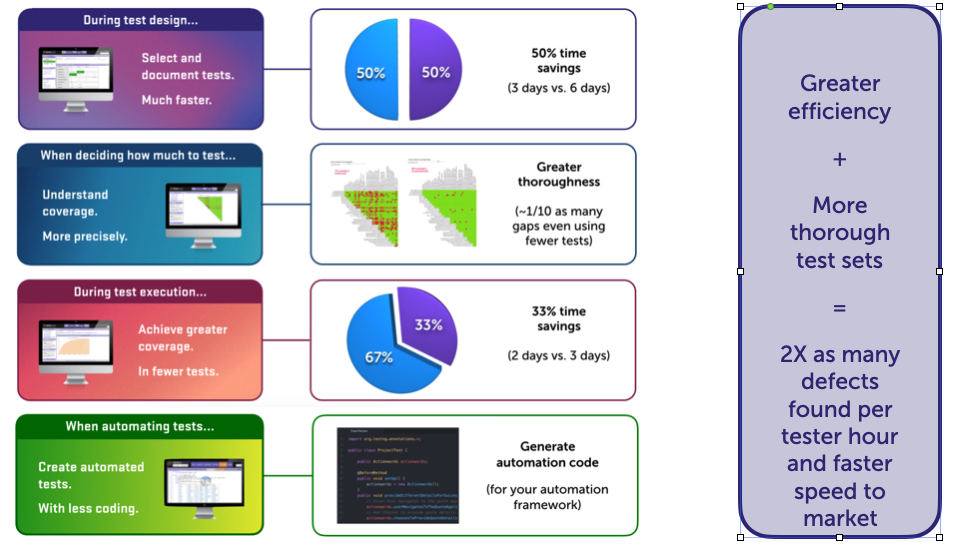 During test design...
Select and
document tests.
Much faster.
50%
50%
50% time
savings
(3 days vs. 6 days)
When deciding how much to test...
Understand
coverage.
More precisely.
Greater
thoroughness
(~1/10 as many
gaps even using
fewer tests)
During test execution...
Achieve greater
coverage.
In fewer tests.
33%
67%
33% time
savings
(2 days vs. 3 days)
When automating tests...
Create automated
tests.
With less coding.
public class ProjectTest {
Generate
automation code
(for your automation
framework)
Greater
efficiency
+
More
thorough
test sets
=
2X as many
defects
found per
tester hour
and faster
speed to
market